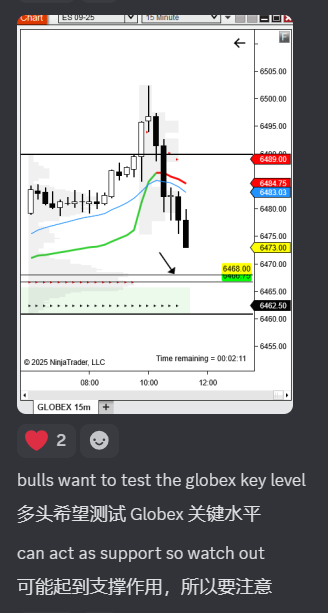 Chart
ES 09-25
15 Minute
F
6505.00
6500.00
6495.00
6490.00
6489.00
6484.75
6483.03
6480.00
6475.00
6473.00
6470.00
6468.00
6466.75
6465.00
6462.50
6460.00
6455.00
© 2025 NinjaTrader, LLC
Time remaining = 00:02:11
08:00 10:00 12:00
GLOBEX 15m
2
bulls want to test the globex key level
多头希望测试 Globex 关键水平
can act as support so watch out
可能起到支撑作用，所以要注意